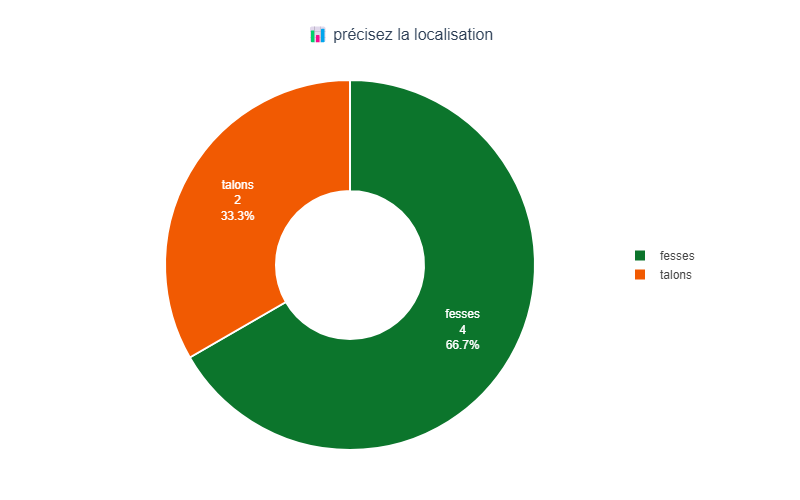 précisez la localisation
talons
2
33.3%
fesses
4
66.7%
fesses
talons